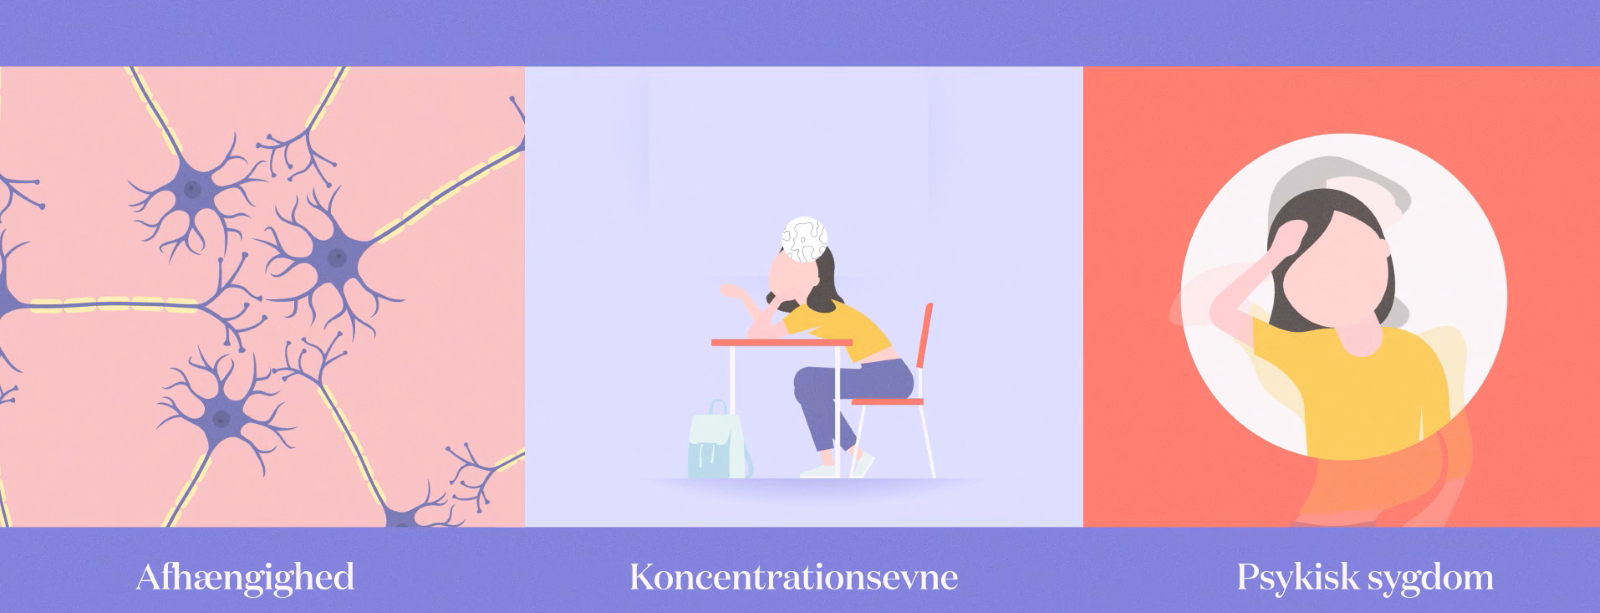 Afhængighed
Koncentrationsevne
Psykisk sygdom